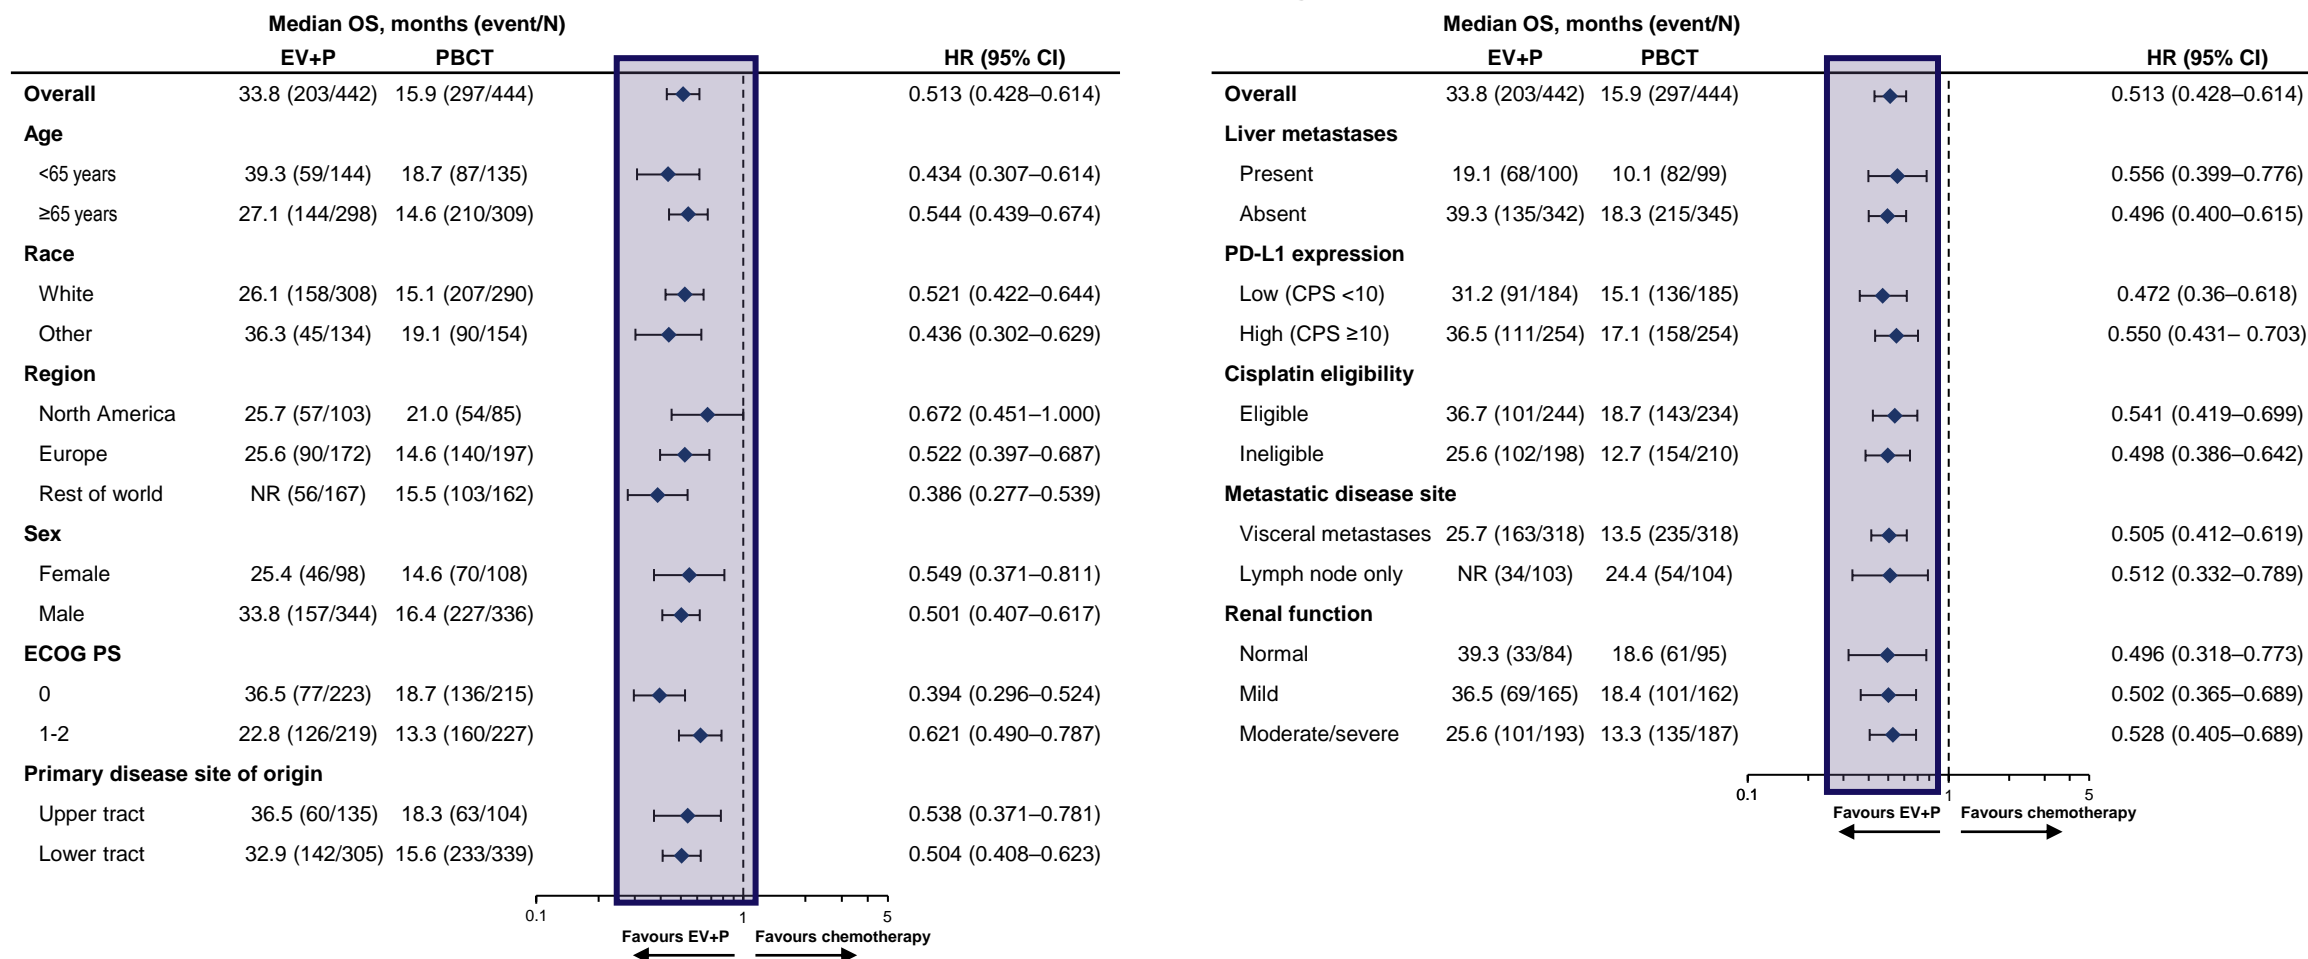 Median OS, months (event/N)
EV+P PBCT HR (95% CI)
Overall 33.8 (203/442) 15.9 (297/444) 0.513 (0.428–0.614)
Age
<65 years 39.3 (59/144) 18.7 (87/135) 0.434 (0.307–0.614)
≥65 years 27.1 (144/298) 14.6 (210/309) 0.544 (0.439–0.674)
Race
White 26.1 (158/308) 15.1 (207/290) 0.521 (0.422–0.644)
Other 36.3 (45/134) 19.1 (90/154) 0.436 (0.302–0.629)
Region
North America 25.7 (57/103) 21.0 (54/85) 0.672 (0.451–1.000)
Europe 25.6 (90/172) 14.6 (140/197) 0.522 (0.397–0.687)
Rest of world NR (56/167) 15.5 (103/162) 0.386 (0.277–0.539)
Sex
Female 25.4 (46/98) 14.6 (70/108) 0.549 (0.371–0.811)
Male 33.8 (157/344) 16.4 (227/336) 0.501 (0.407–0.617)
ECOG PS
0 36.5 (77/223) 18.7 (136/215) 0.394 (0.296–0.524)
1-2 22.8 (126/219) 13.3 (160/227) 0.621 (0.490–0.787)
Primary disease site of origin
Upper tract 36.5 (60/135) 18.3 (63/104) 0.538 (0.371–0.781)
Lower tract 32.9 (142/305) 15.6 (233/339) 0.504 (0.408–0.623)
0.1 1 5
Favours EV+P Favours chemotherapy
Median OS, months (event/N)
EV+P PBCT HR (95% CI)
Overall 33.8 (203/442) 15.9 (297/444) 0.513 (0.428–0.614)
Liver metastases
Present 19.1 (68/100) 10.1 (82/99) 0.556 (0.399–0.776)
Absent 39.3 (135/342) 18.3 (215/345) 0.496 (0.400–0.615)
PD-L1 expression
Low (CPS <10) 31.2 (91/184) 15.1 (136/185) 0.472 (0.36–0.618)
High (CPS ≥10) 36.5 (111/254) 17.1 (158/254) 0.550 (0.431– 0.703)
Cisplatin eligibility
Eligible 36.7 (101/244) 18.7 (143/234) 0.541 (0.419–0.699)
Ineligible 25.6 (102/198) 12.7 (154/210) 0.498 (0.386–0.642)
Metastatic disease site
Visceral metastases 25.7 (163/318) 13.5 (235/318) 0.505 (0.412–0.619)
Lymph node only NR (34/103) 24.4 (54/104) 0.512 (0.332–0.789)
Renal function
Normal 39.3 (33/84) 18.6 (61/95) 0.496 (0.318–0.773)
Mild 36.5 (69/165) 18.4 (101/162) 0.502 (0.365–0.689)
Moderate/severe 25.6 (101/193) 13.3 (135/187) 0.528 (0.405–0.689)
0.1 1 5
Favours EV+P Favours chemotherapy